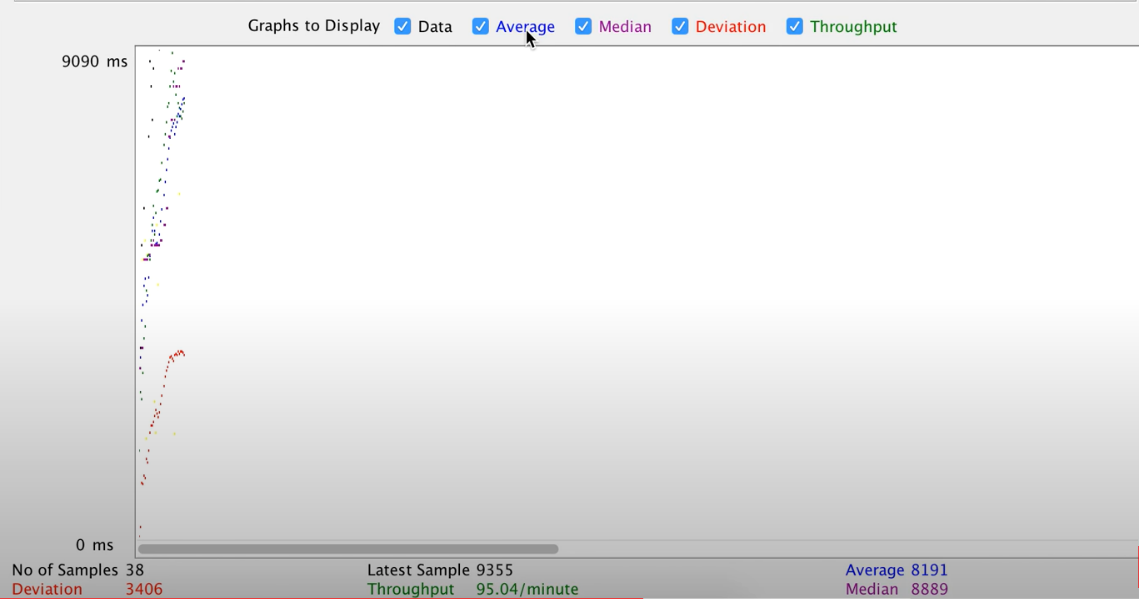 Graphs to Display Data Average Median Deviation Throughput
9090 ms
0 ms
No of Samples 38 Latest Sample 9355 Average 8191
Deviation 3406 Throughput 95.04/minute Median 8889